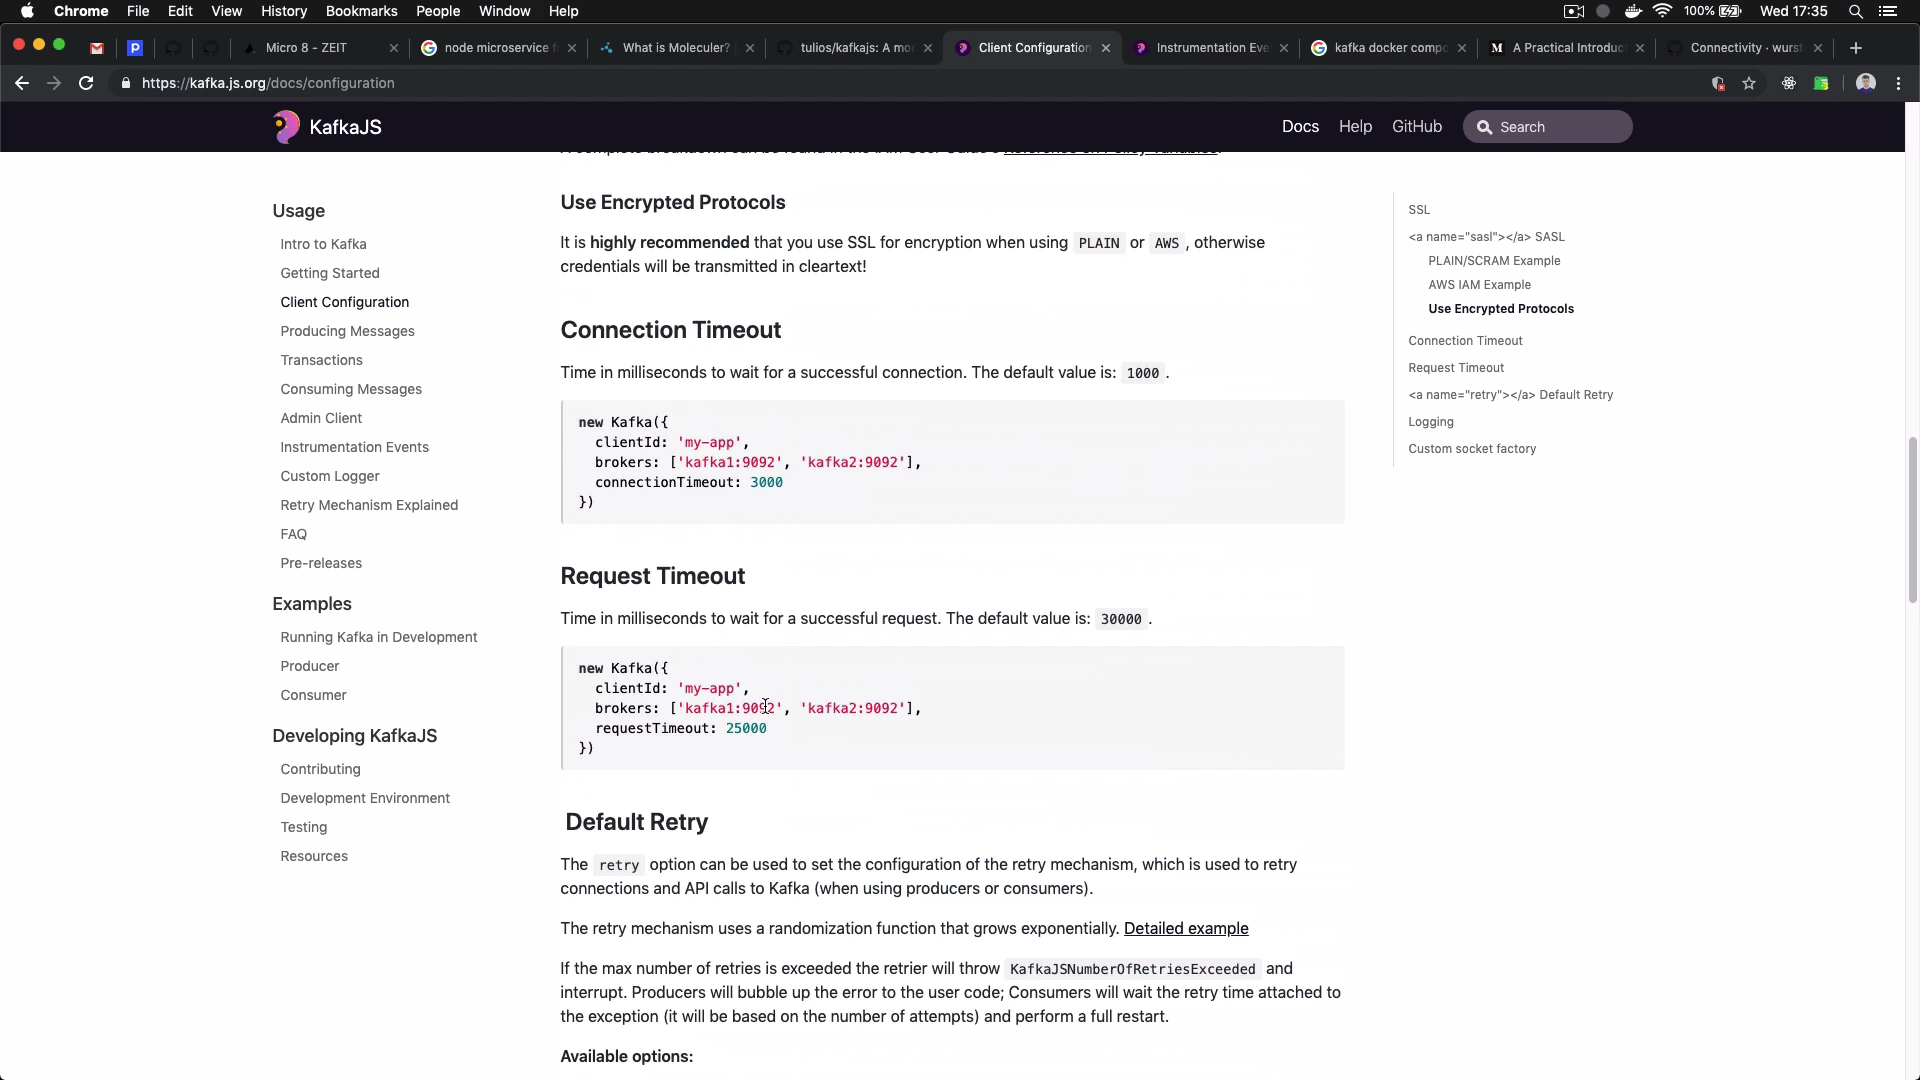 Chrome File Edit View History Bookmarks People Window Help
100% Wed 17:35
Micro 8 - ZEIT
node microservice f
What is Moleculer?
tulios/kafkajs: A mo
Client Configuration
Instrumentation Eve
kafka docker compo
A Practical Introduc
Connectivity · wurst
https://kafka.js.org/docs/configuration
KafkaJS
Docs Help GitHub Search
Usage
Intro to Kafka
Getting Started
Client Configuration
Producing Messages
Transactions
Consuming Messages
Admin Client
Instrumentation Events
Custom Logger
Retry Mechanism Explained
FAQ
Pre-releases
Examples
Running Kafka in Development
Producer
Consumer
Developing KafkaJS
Contributing
Development Environment
Testing
Resources
Use Encrypted Protocols
It is highly recommended that you use SSL for encryption when using PLAIN or AWS , otherwise
credentials will be transmitted in cleartext!
Connection Timeout
Time in milliseconds to wait for a successful connection. The default value is: 1000 .
new Kafka({
clientId: 'my-app',
brokers: ['kafka1:9092', 'kafka2:9092'],
connectionTimeout: 3000
})
Request Timeout
Time in milliseconds to wait for a successful request. The default value is: 30000 .
new Kafka({
clientId: 'my-app',
brokers: ['kafka1:9092', 'kafka2:9092'],
requestTimeout: 25000
})
Default Retry
The retry option can be used to set the configuration of the retry mechanism, which is used to retry
connections and API calls to Kafka (when using producers or consumers).
The retry mechanism uses a randomization function that grows exponentially. Detailed example
If the max number of retries is exceeded the retrier will throw KafkaJSNumberOfRetriesExceeded and
interrupt. Producers will bubble up the error to the user code; Consumers will wait the retry time attached to
the exception (it will be based on the number of attempts) and perform a full restart.
Available options:
SSL
<a name="sasl"></a> SASL
PLAIN/SCRAM Example
AWS IAM Example
Use Encrypted Protocols
Connection Timeout
Request Timeout
<a name="retry"></a> Default Retry
Logging
Custom socket factory